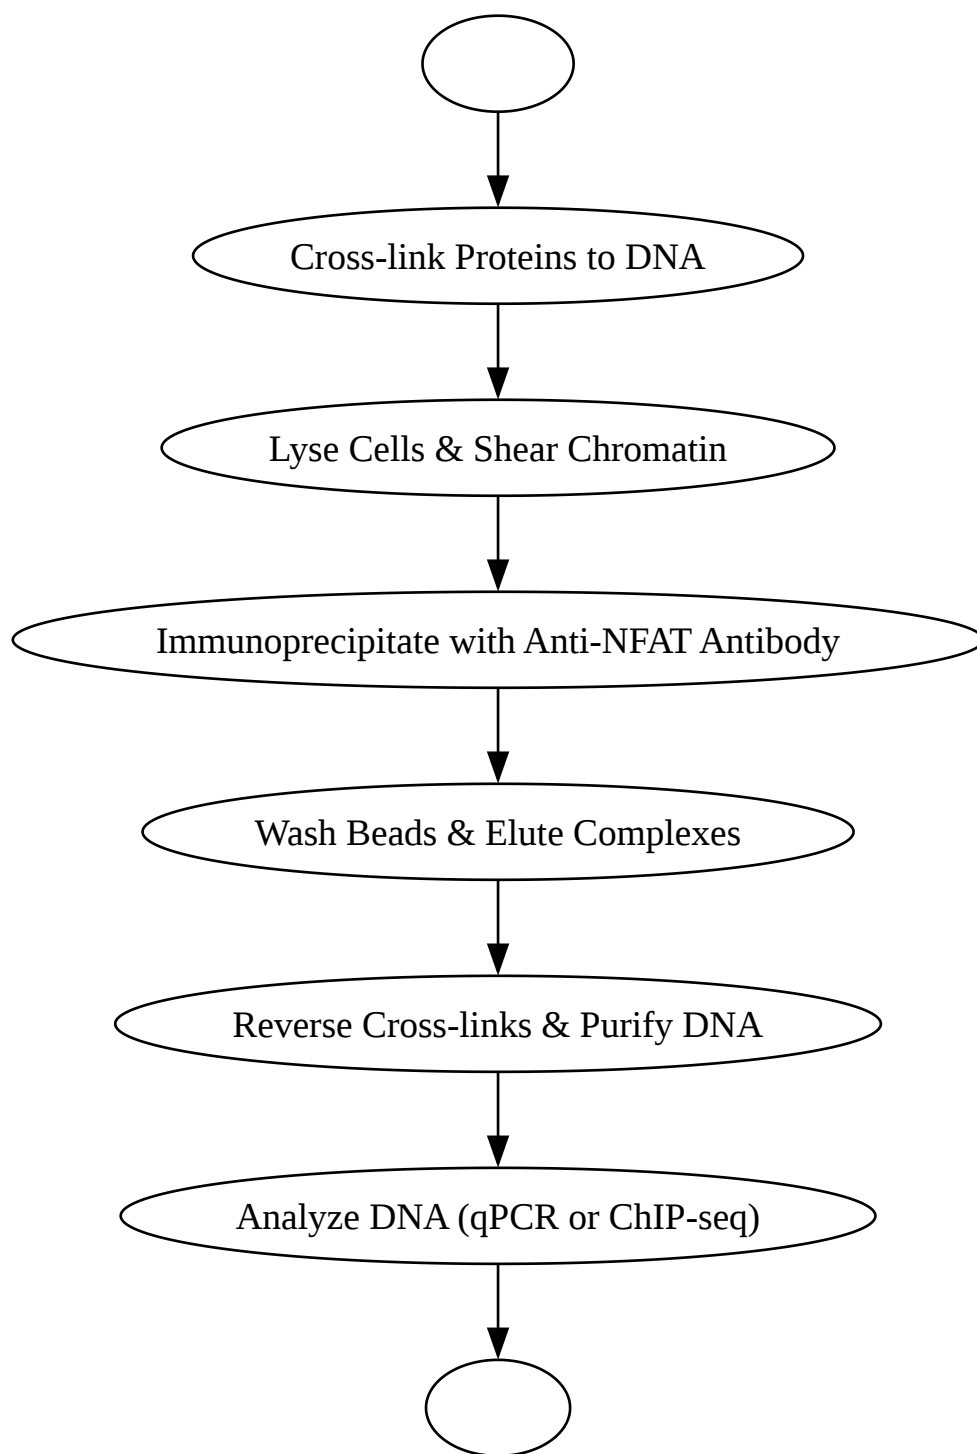 Cross-link Proteins to DNA
Lyse Cells & Shear Chromatin
Immunoprecipitate with Anti-NFAT Antibody
Wash Beads & Elute Complexes
Reverse Cross-links & Purify DNA
Analyze DNA (qPCR or ChIP-seq)